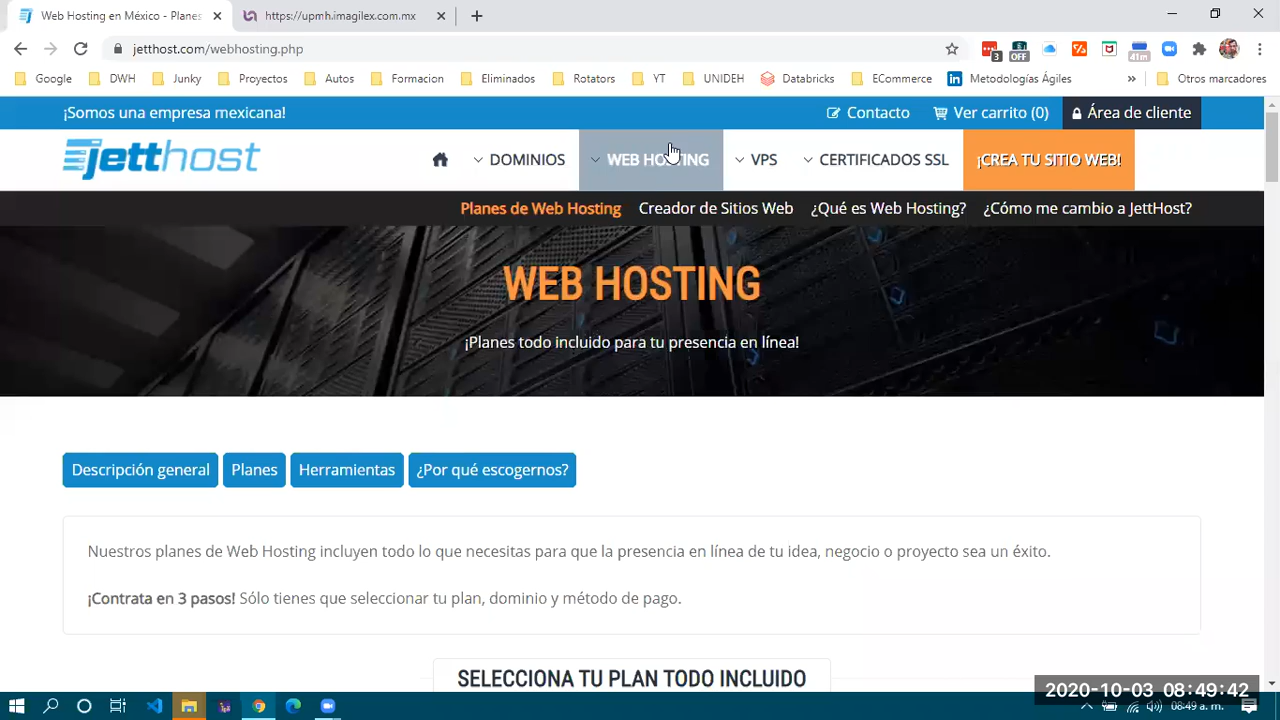 Web Hosting en México - Planes
https://upmh.imagilex.com.mx
jetthost.com/webhosting.php
3
OFF
41m
Google
DWH
Junky
Proyectos
Autos
Formacion
Eliminados
Rotators
YT
UNIDEH
Databricks
ECommerce
Metodologías Ágiles
»
Otros marcadores
¡Somos una empresa mexicana!
Contacto
Ver carrito (0)
Área de cliente
jetthost
DOMINIOS
WEB HOSTING
VPS
CERTIFICADOS SSL
¡CREA TU SITIO WEB!
Planes de Web Hosting
Creador de Sitios Web
¿Qué es Web Hosting?
¿Cómo me cambio a JettHost?
WEB HOSTING
¡Planes todo incluido para tu presencia en línea!
Descripción general
Planes
Herramientas
¿Por qué escogernos?
Nuestros planes de Web Hosting incluyen todo lo que necesitas para que la presencia en línea de tu idea, negocio o proyecto sea un éxito.
¡Contrata en 3 pasos! Sólo tienes que seleccionar tu plan, dominio y método de pago.
SELECCIONA TU PLAN TODO INCLUIDO
2020-10-03 08:49:42
08:49 a. m.